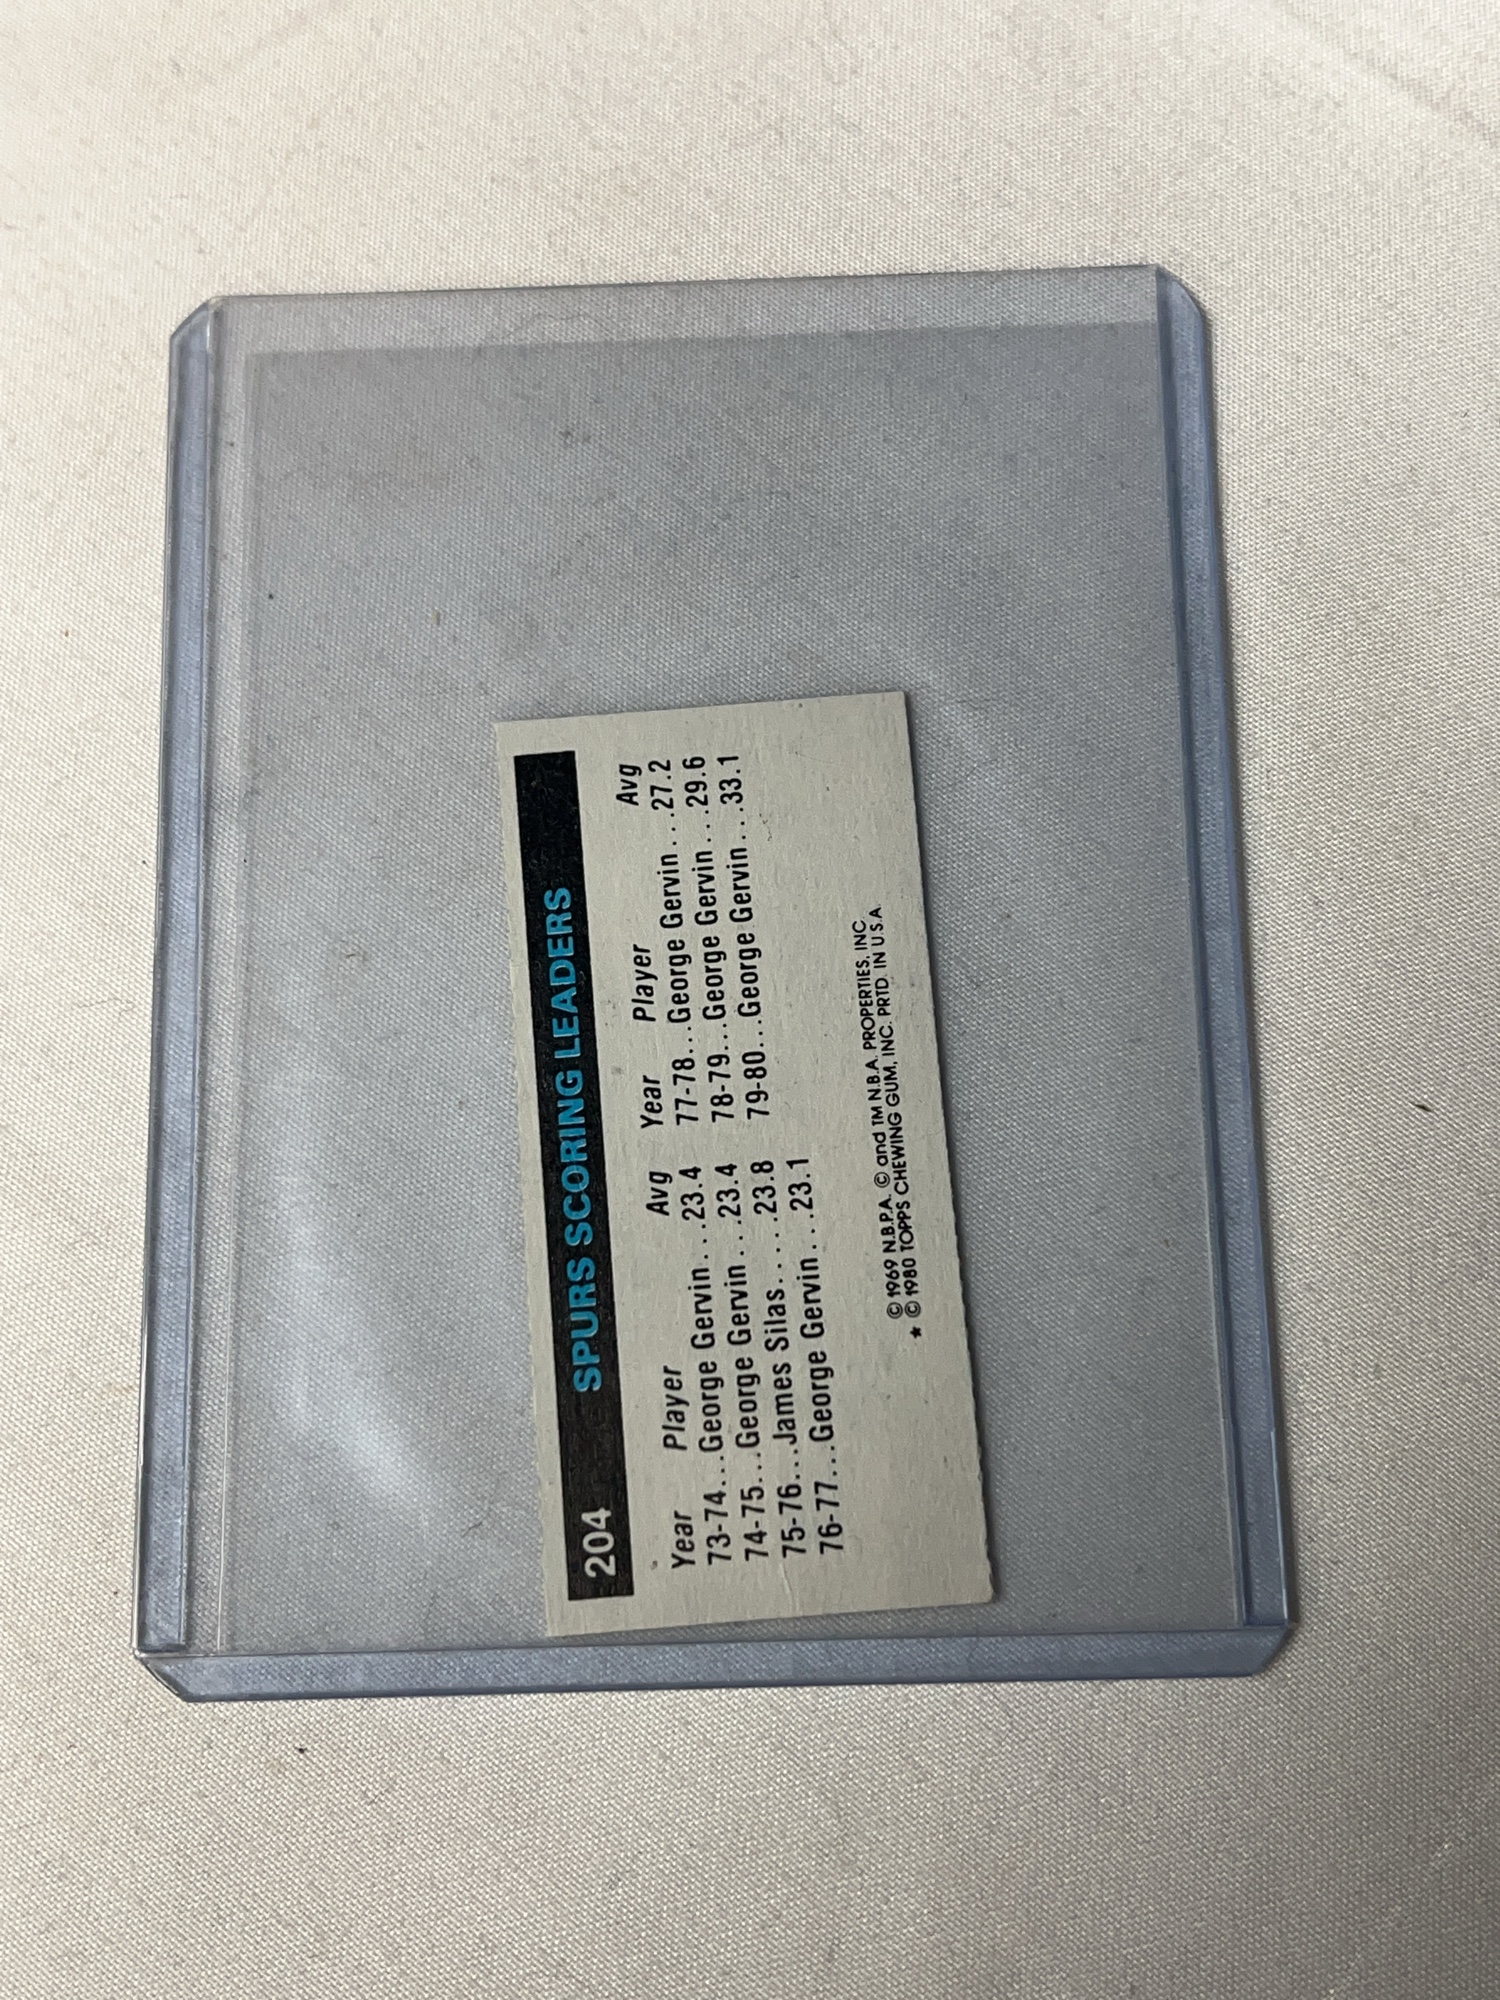 204 SPURS SCORING LEADERS
Year Player Avg Year Player Avg
73-74...George Gervin...23.4 77-78...George Gervin...27.2
74-75...George Gervin...23.4 78-79...George Gervin...29.6
75-76...James Silas.....23.8 79-80...George Gervin...33.1
76-77...George Gervin...23.1
© 1969 N.B.P.A. © and TM N.B.A. PROPERTIES, INC
★ © 1980 TOPPS CHEWING GUM, INC. PRTD. IN U.S.A.